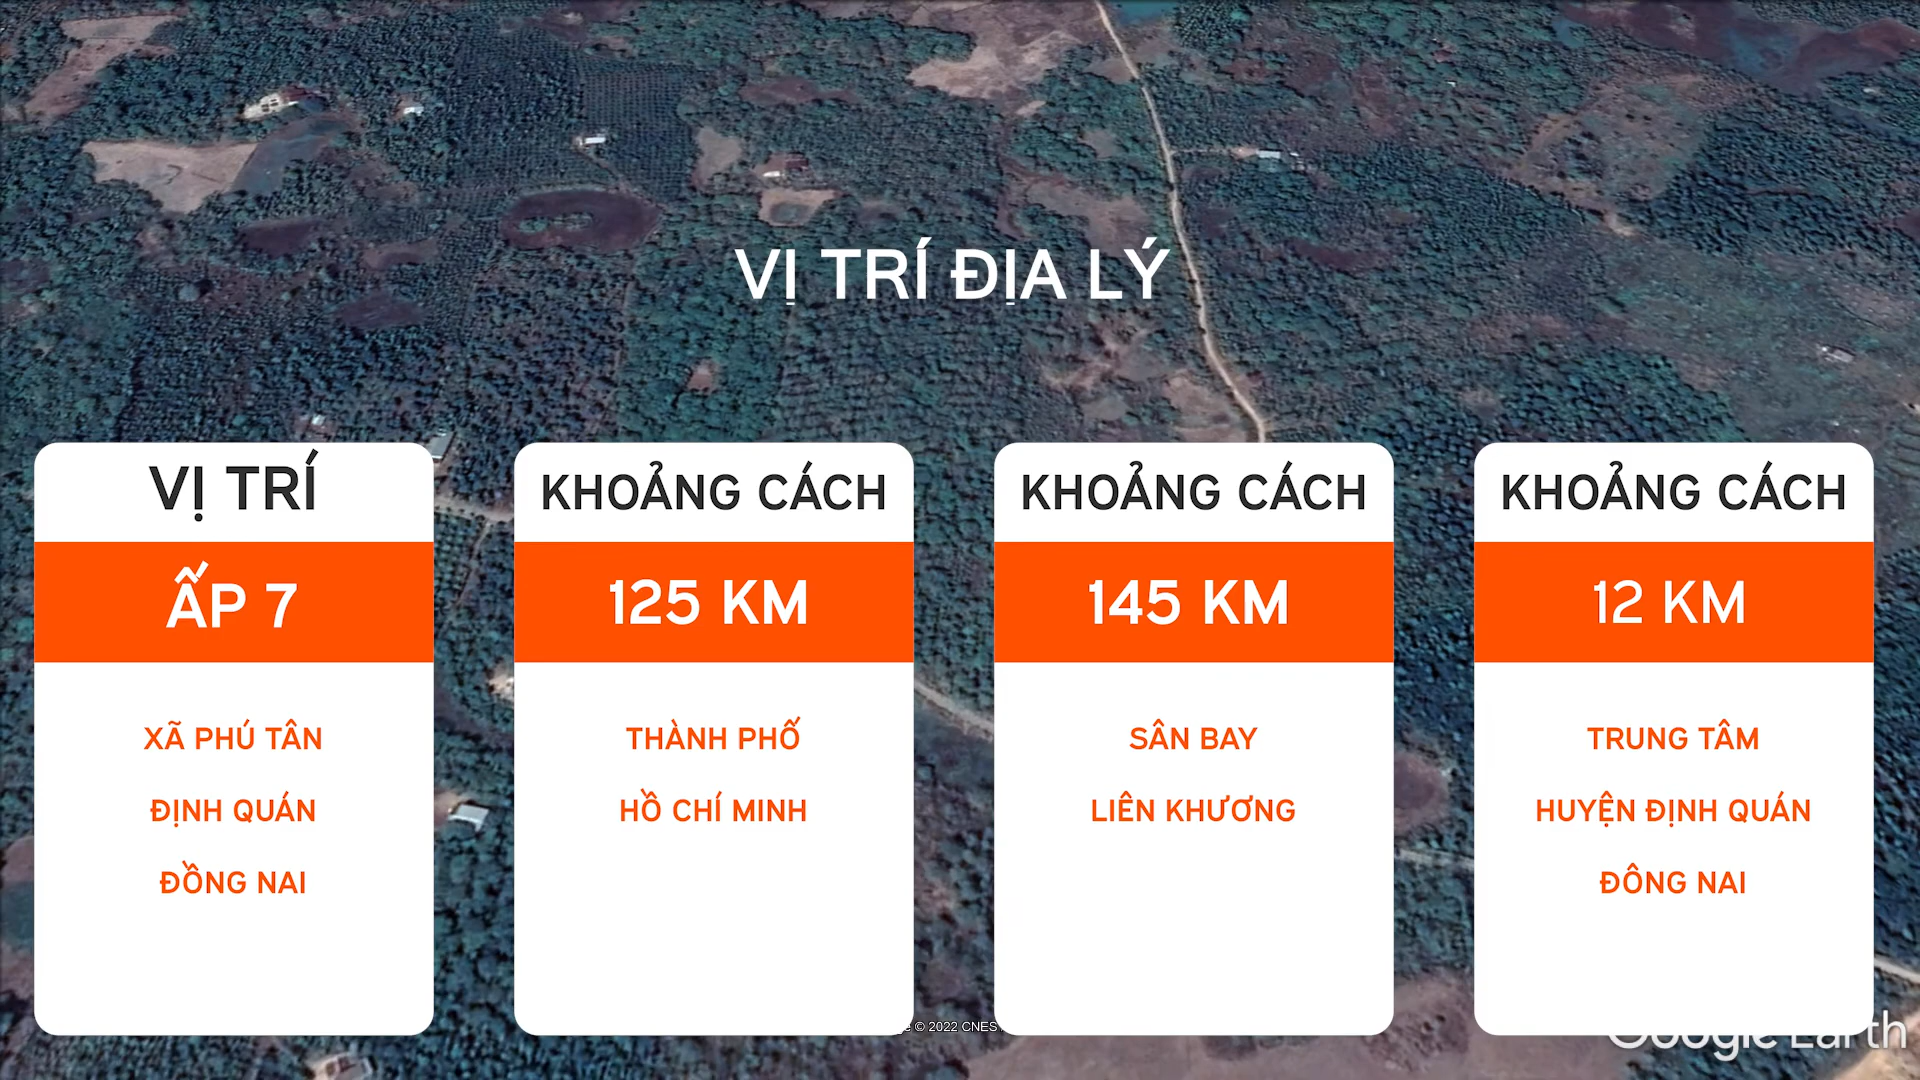 VỊ TRÍ ĐỊA LÝ
VỊ TRÍ
ẤP 7
XÃ PHÚ TÂN
ĐỊNH QUÁN
ĐỒNG NAI
KHOẢNG CÁCH
125 KM
THÀNH PHỐ
HỒ CHÍ MINH
KHOẢNG CÁCH
145 KM
SÂN BAY
LIÊN KHƯƠNG
KHOẢNG CÁCH
12 KM
TRUNG TÂM
HUYỆN ĐỊNH QUÁN
ĐÔNG NAI
© 2022 CNES
Google Earth